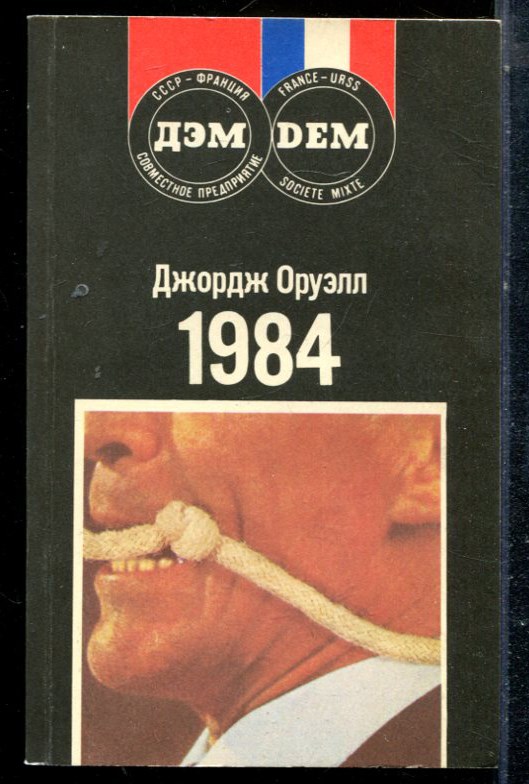 СССР – ФРАНЦИЯ
ДЭМ
СОВМЕСТНОЕ ПРЕДПРИЯТИЕ
FRANCE – URSS
DEM
SOCIETE MIXTE
Джордж Оруэлл
1984